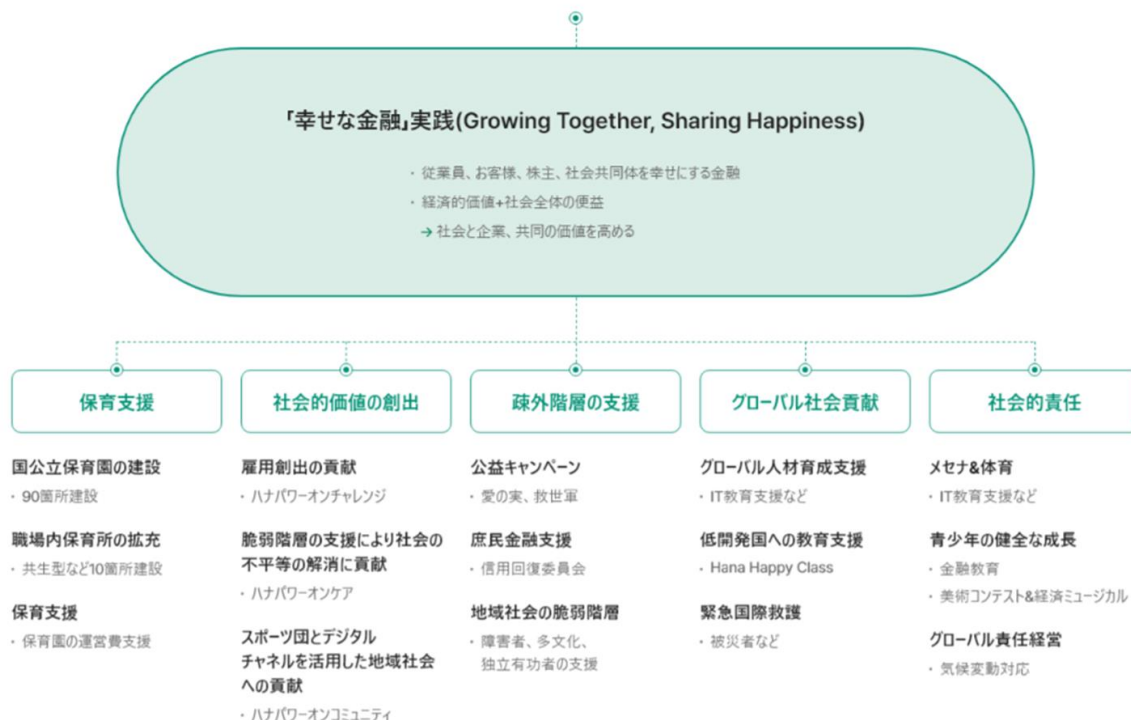 「幸せな金融」実践(Growing Together, Sharing Happiness)
・ 従業員、お客様、株主、社会共同体を幸せにする金融
・ 経済的価値+社会全体の便益
→ 社会と企業、共同の価値を高める
保育支援
国公立保育園の建設
・ 90箇所建設
職場内保育所の拡充
・ 共生型など10箇所建設
保育支援
・ 保育園の運営費支援
社会的価値の創出
雇用創出の貢献
・ ハナパワーオンチャレンジ
脆弱階層の支援により社会の
不平等の解消に貢献
・ ハナパワーオンケア
スポーツ団とデジタル
チャネルを活用した地域社会
への貢献
・ ハナパワーオンコミュニティ
疎外階層の支援
公益キャンペーン
・ 愛の実、救世軍
庶民金融支援
・ 信用回復委員会
地域社会の脆弱階層
・ 障害者、多文化、
独立有功者の支援
グローバル社会貢献
グローバル人材育成支援
・ IT教育支援など
低開発国への教育支援
・ Hana Happy Class
緊急国際救護
・ 被災者など
社会的責任
メセナ&体育
・ IT教育支援など
青少年の健全な成長
・ 金融教育
・ 美術コンテスト&経済ミュージカル
グローバル責任経営
・ 気候変動対応